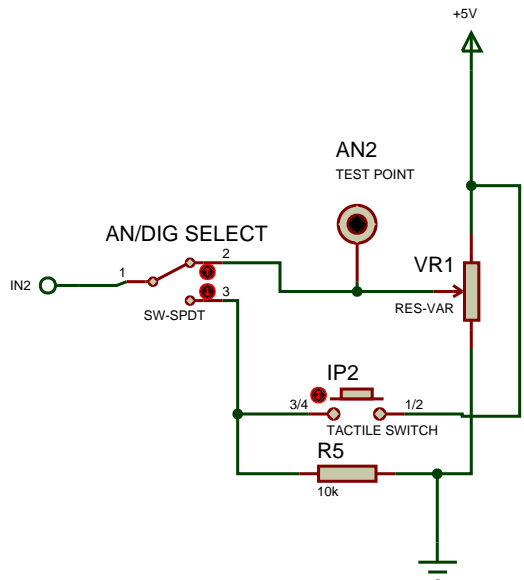 +5V
AN2
TEST POINT
AN/DIG SELECT
2
VR1
1
IN2
3
RES-VAR
SW-SPDT
IP2
3/4
1/2
TACTILE SWITCH
R5
10k